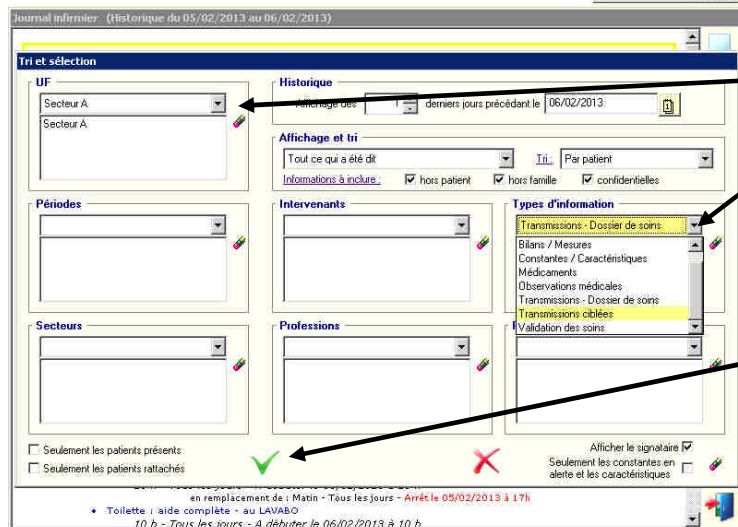 Journal infirmier (Historique du 05/02/2013 au 06/02/2013)
Tri et sélection
UF
Secteur A
Secteur A
Historique
Affichage des 1 derniers jours précédant le 06/02/2013
Affichage et tri
Tout ce qui a été dit
Tri : Par patient
Informations à inclure : hors patient hors famille confidentielles
Périodes
Intervenants
Types d'information
Transmissions - Dossier de soins
Bilans / Mesures
Constantes / Caractéristiques
Médicaments
Observations médicales
Transmissions - Dossier de soins
Transmissions ciblées
Validation des soins
Secteurs
Professions
Seulement les patients présents
Seulement les patients rattachés
Afficher le signataire
Seulement les constantes en
alerte et les caractéristiques
en remplacement de : Matin - Tous les jours - Arrêt le 05/02/2013 à 17h
• Toilette : aide complète - au LAVABO
10 h - Tous les jours - A débuter le 06/02/2013 à 10 h